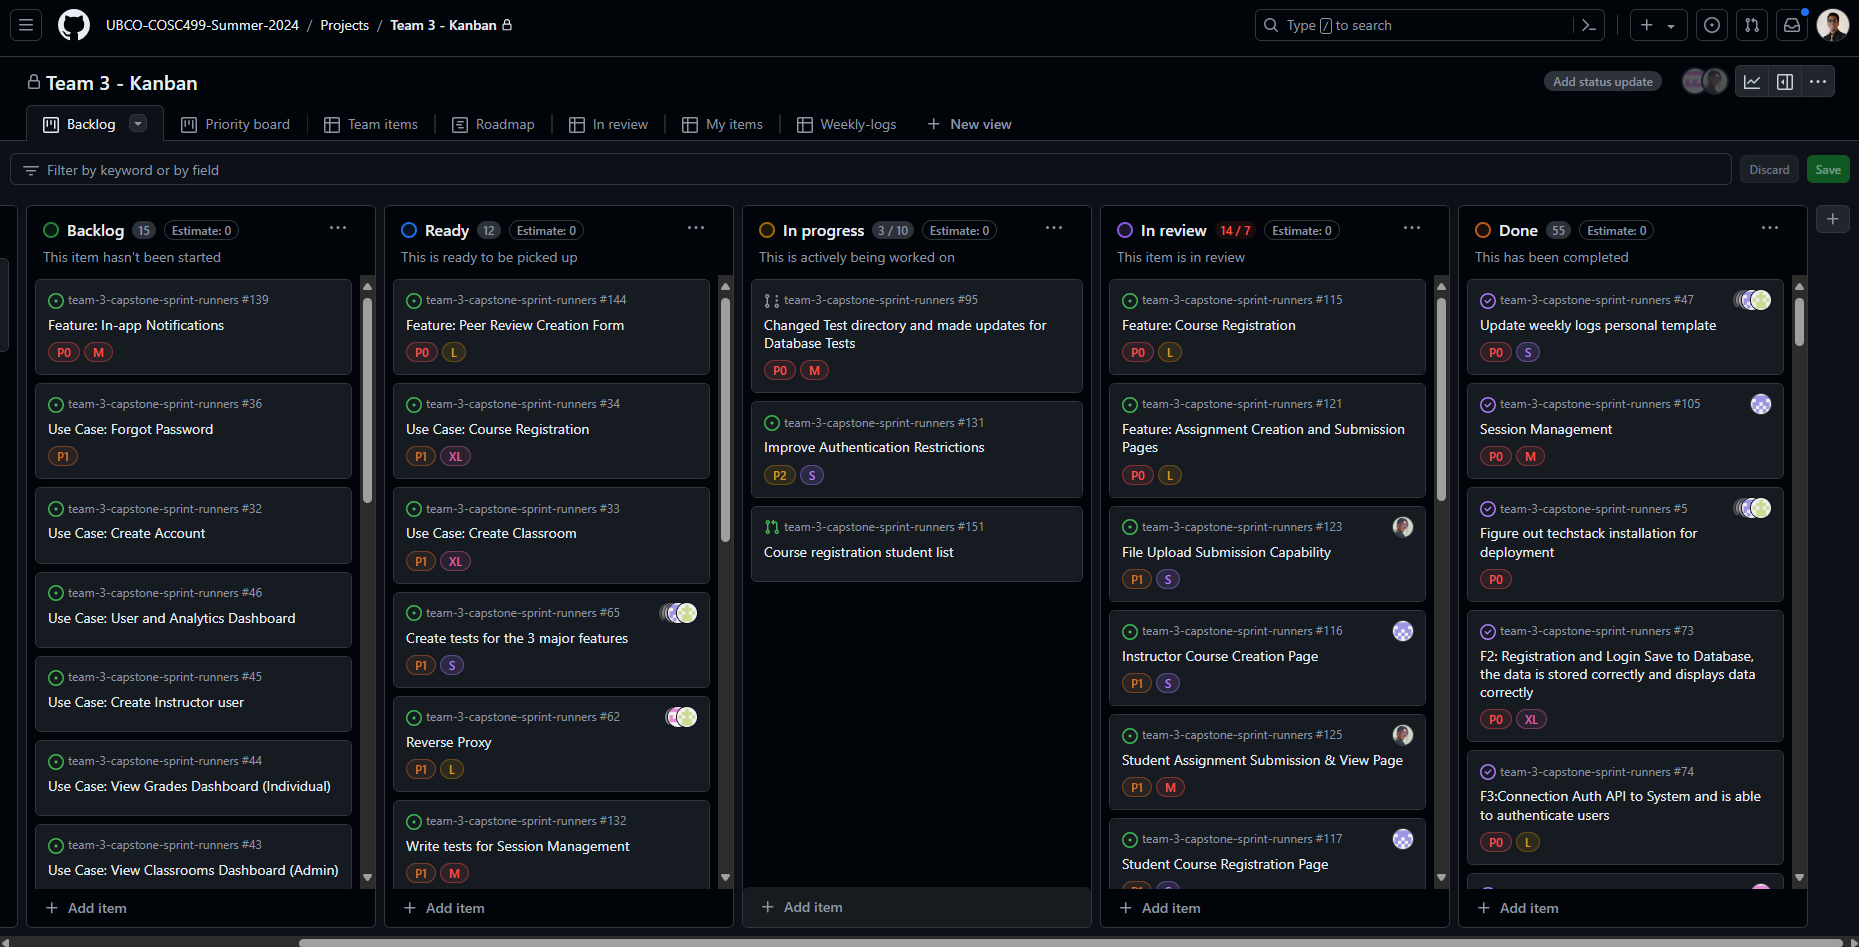 UBCO-COSC499-Summer-2024 / Projects / Team 3 - Kanban
Type / to search
Team 3 - Kanban
Add status update
Backlog
Priority board
Team items
Roadmap
In review
My items
Weekly-logs
New view
Filter by keyword or by field
Discard
Save
Backlog 15 Estimate: 0
This item hasn't been started
team-3-capstone-sprint-runners #139
Feature: In-app Notifications
P0 M
team-3-capstone-sprint-runners #36
Use Case: Forgot Password
P1
team-3-capstone-sprint-runners #32
Use Case: Create Account
team-3-capstone-sprint-runners #46
Use Case: User and Analytics Dashboard
team-3-capstone-sprint-runners #45
Use Case: Create Instructor user
team-3-capstone-sprint-runners #44
Use Case: View Grades Dashboard (Individual)
team-3-capstone-sprint-runners #43
Use Case: View Classrooms Dashboard (Admin)
Add item
Ready 12 Estimate: 0
This is ready to be picked up
team-3-capstone-sprint-runners #144
Feature: Peer Review Creation Form
P0 L
team-3-capstone-sprint-runners #34
Use Case: Course Registration
P1 XL
team-3-capstone-sprint-runners #33
Use Case: Create Classroom
P1 XL
team-3-capstone-sprint-runners #65
Create tests for the 3 major features
P1 S
team-3-capstone-sprint-runners #62
Reverse Proxy
P1 L
team-3-capstone-sprint-runners #132
Write tests for Session Management
P1 M
Add item
In progress 3 / 10 Estimate: 0
This is actively being worked on
team-3-capstone-sprint-runners #95
Changed Test directory and made updates for
Database Tests
P0 M
team-3-capstone-sprint-runners #131
Improve Authentication Restrictions
P2 S
team-3-capstone-sprint-runners #151
Course registration student list
Add item
In review 14 / 7 Estimate: 0
This item is in review
team-3-capstone-sprint-runners #115
Feature: Course Registration
P0 L
team-3-capstone-sprint-runners #121
Feature: Assignment Creation and Submission
Pages
P0 L
team-3-capstone-sprint-runners #123
File Upload Submission Capability
P1 S
team-3-capstone-sprint-runners #116
Instructor Course Creation Page
P1 S
team-3-capstone-sprint-runners #125
Student Assignment Submission & View Page
P1 M
team-3-capstone-sprint-runners #117
Student Course Registration Page
P1 S
Add item
Done 55 Estimate: 0
This has been completed
team-3-capstone-sprint-runners #47
Update weekly logs personal template
P0 S
team-3-capstone-sprint-runners #105
Session Management
P0 M
team-3-capstone-sprint-runners #5
Figure out techstack installation for
deployment
P0
team-3-capstone-sprint-runners #73
F2: Registration and Login Save to Database,
the data is stored correctly and displays data
correctly
P0 XL
team-3-capstone-sprint-runners #74
F3:Connection Auth API to System and is able
to authenticate users
P0 L
Add item